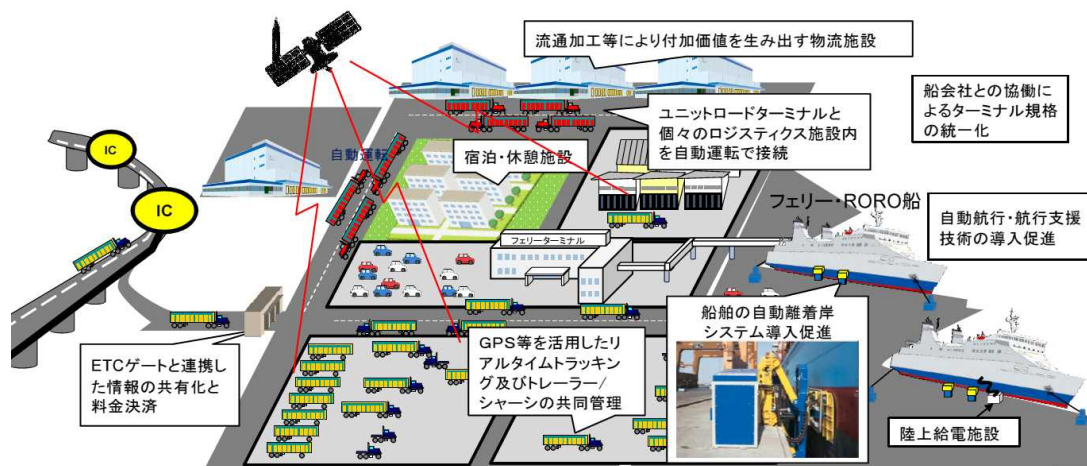 流通加工等により付加価値を生み出す物流施設
船会社との協働に
よるターミナル規格
の統一化
ユニットロードターミナルと
個々のロジスティクス施設内
を自動運転で接続
自動運転
宿泊・休憩施設
IC
IC
フェリー・RORO船
自動航行・航行支援
技術の導入促進
フェリーターミナル
船舶の自動離着岸
システム導入促進
GPS等を活用したリ
アルタイムトラッキン
グ及びトレーラー/
シャーシの共同管理
ETCゲートと連携し
た情報の共有化と
料金決済
陸上給電施設